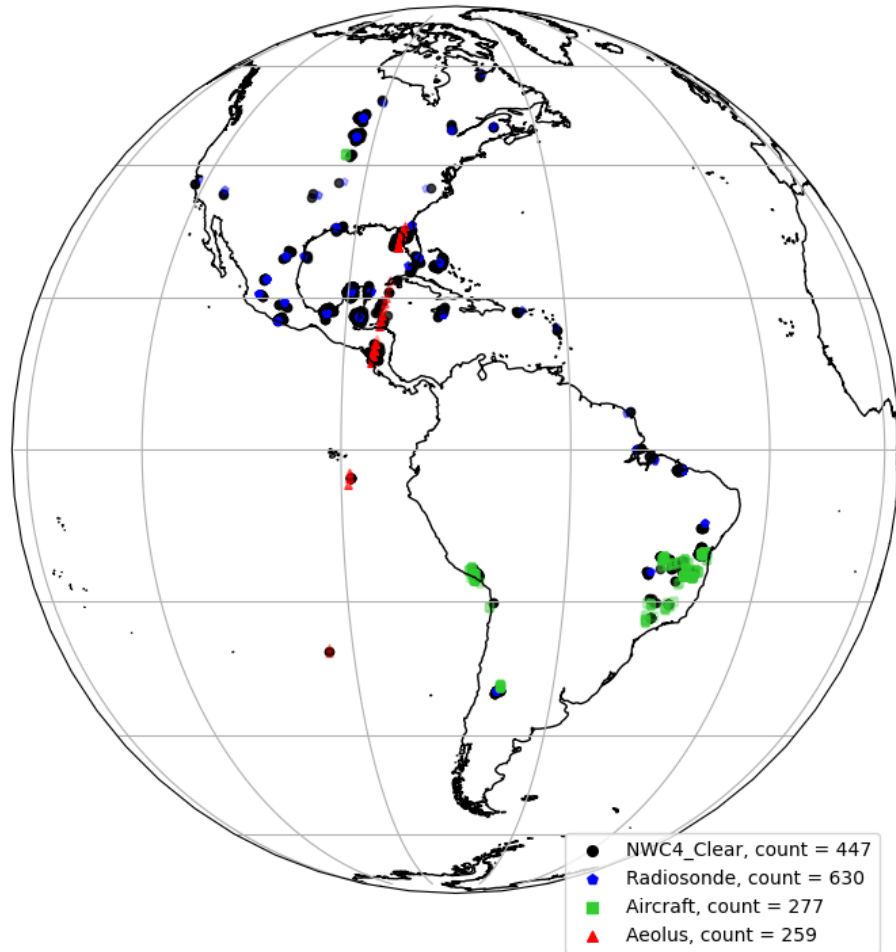 NWC4_Clear, count = 447
Radiosonde, count = 630
Aircraft, count = 277
Aeolus, count = 259